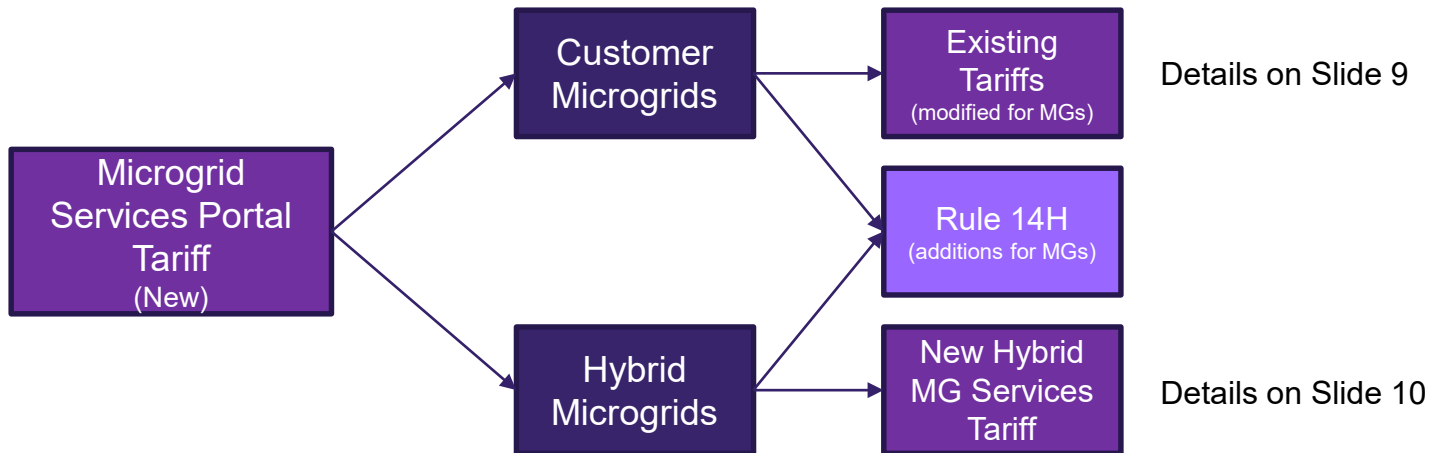 Microgrid
Services Portal
Tariff
(New)
Customer
Microgrids
Hybrid
Microgrids
Existing
Tariffs
(modified for MGs)
Details on Slide 9
Rule 14H
(additions for MGs)
New Hybrid
MG Services
Tariff
Details on Slide 10